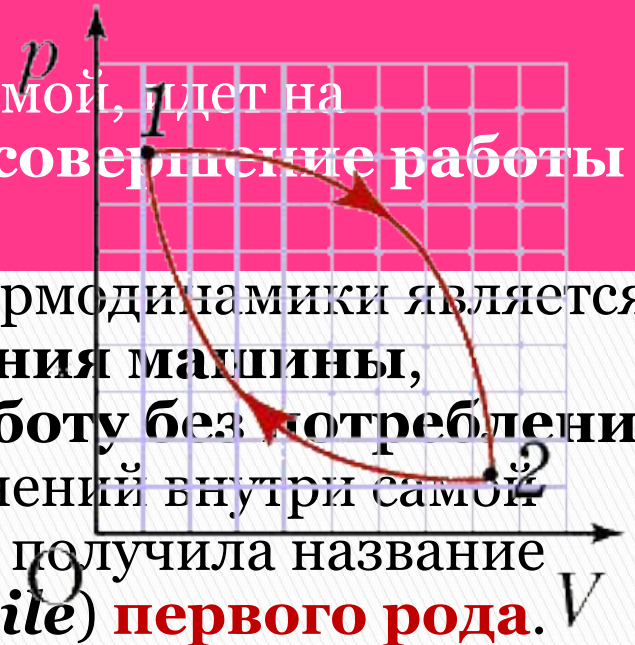 p
мой, идет на
1
совершение работы
рмодинамики является
ния машины,
боту без потреблени
нений внутри самой
2
получила название
O
V
ile) первого рода.